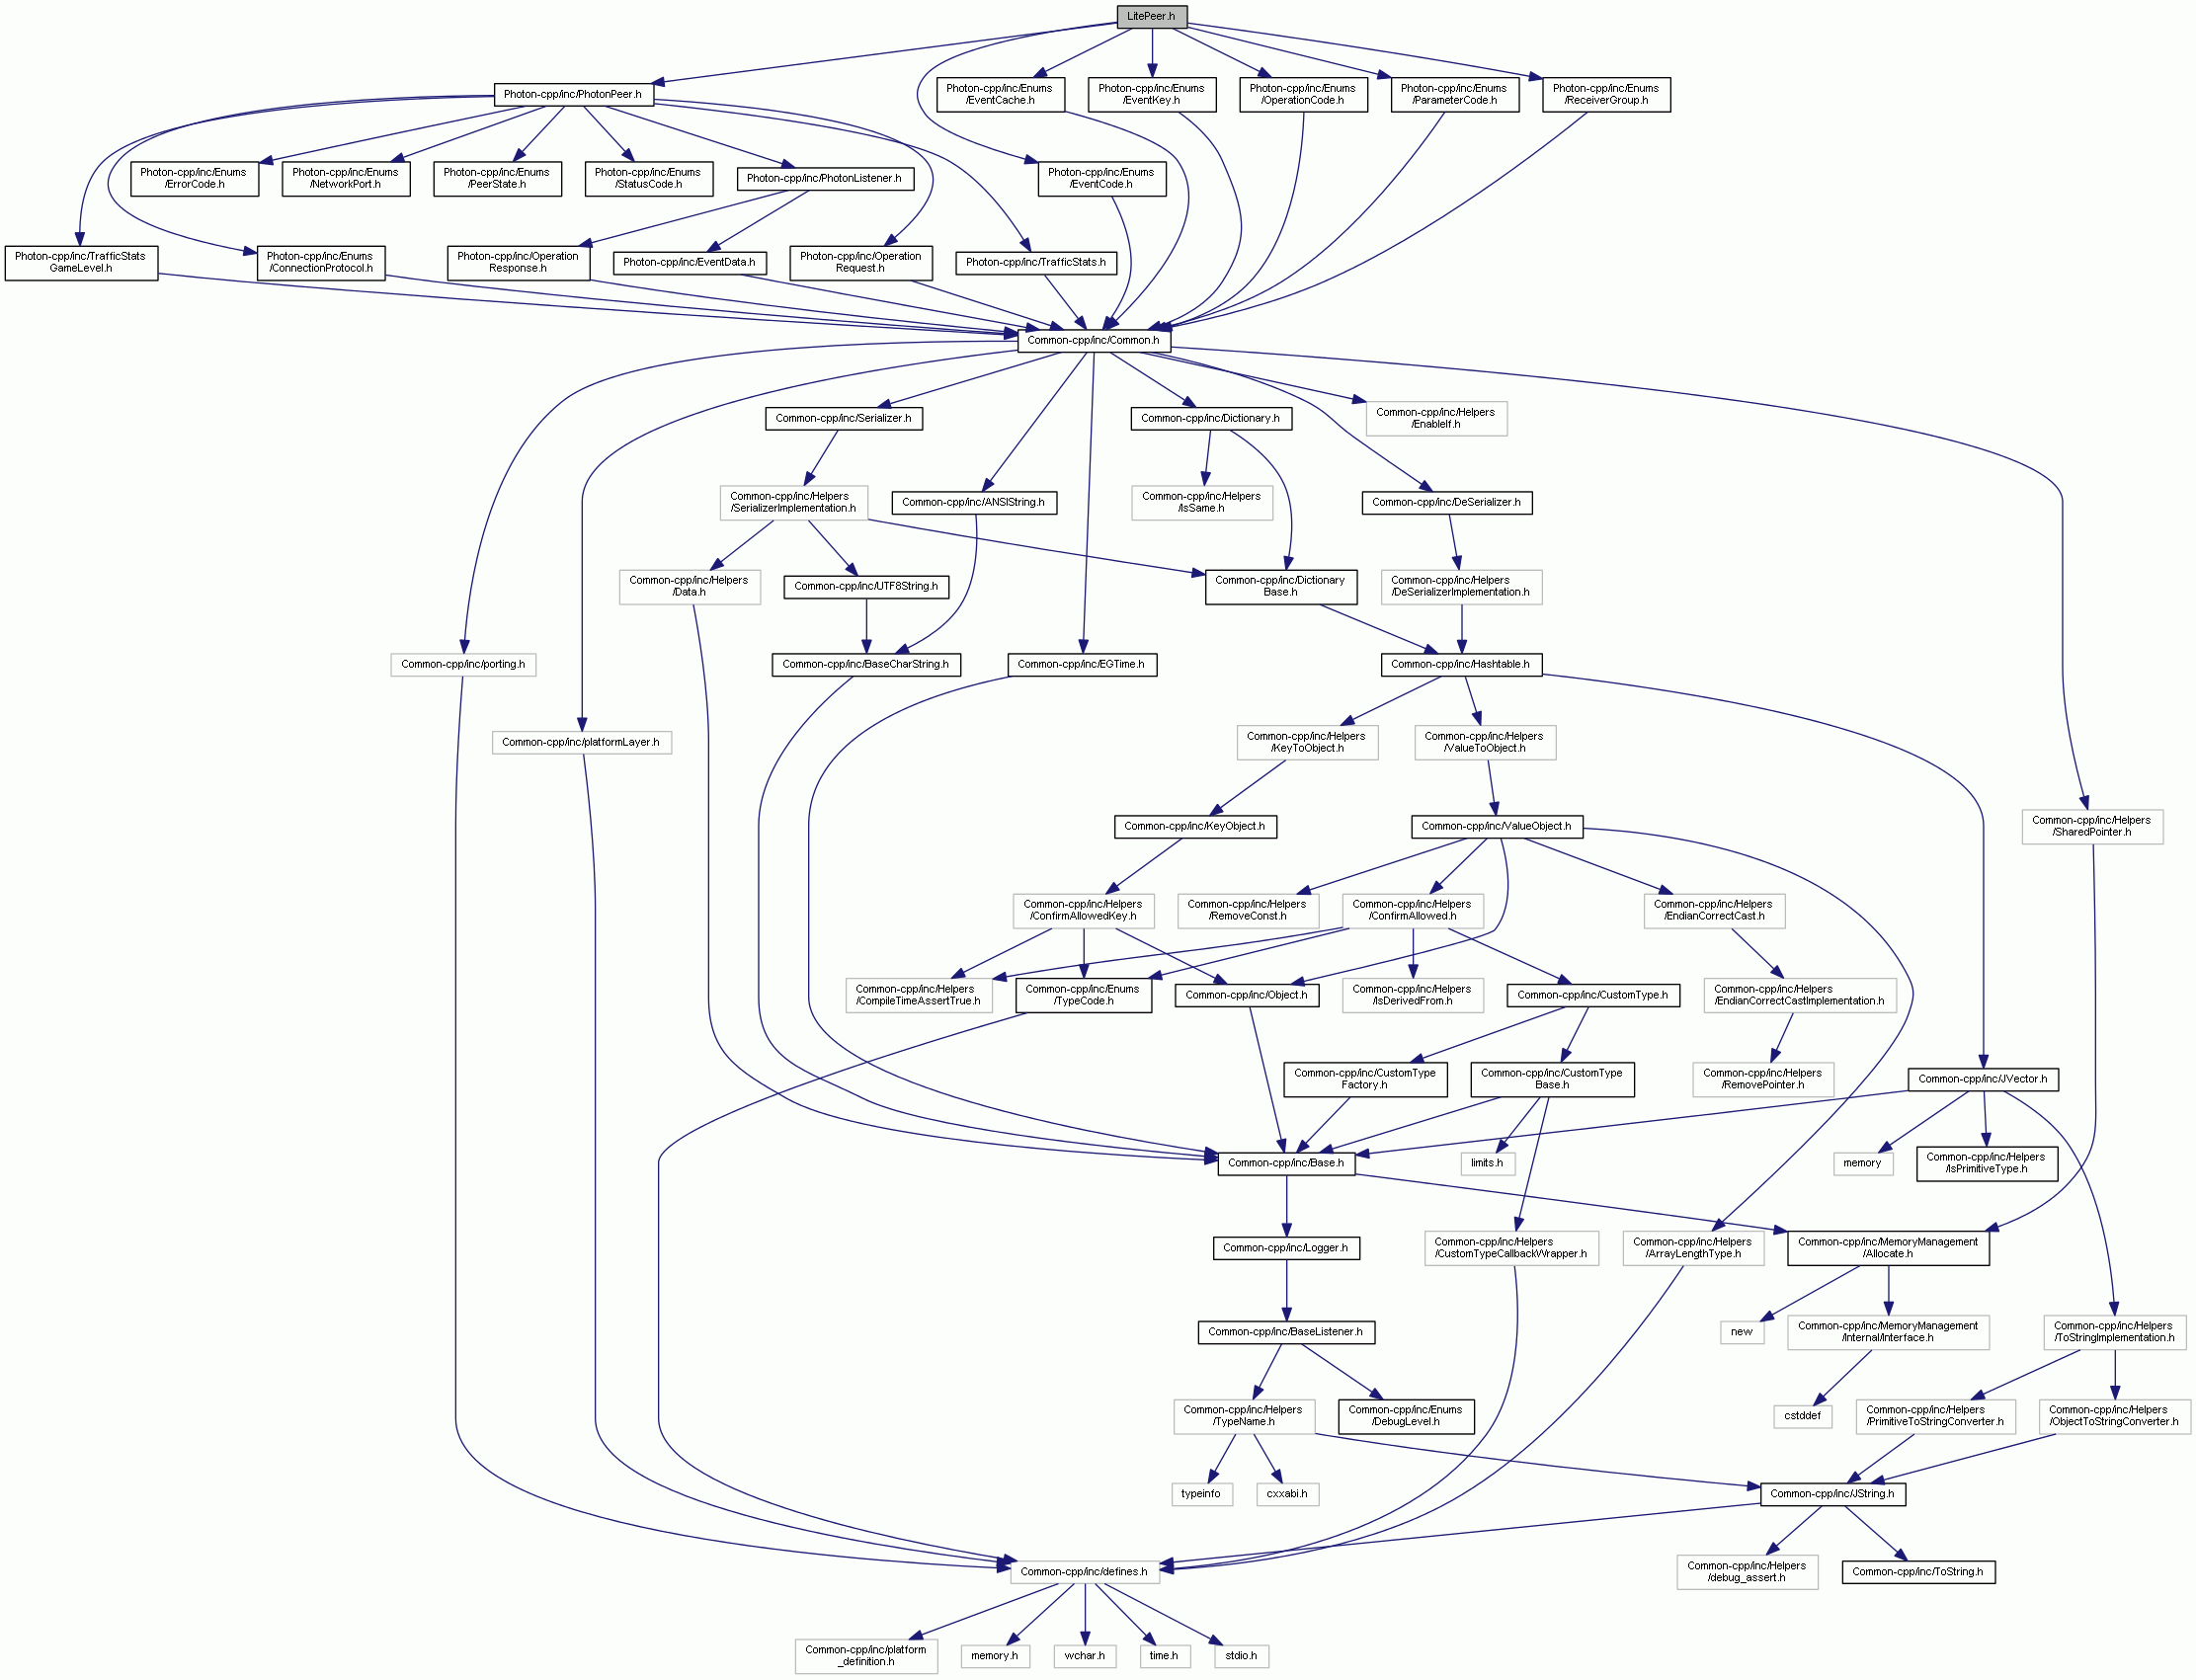 LitePeer.h
Photon-cpp/inc/PhotonPeer.h
Photon-cpp/inc/Enums
/EventCache.h
Photon-cpp/inc/Enums
/EventKey.h
Photon-cpp/inc/Enums
/OperationCode.h
Photon-cpp/inc/Enums
/ParameterCode.h
Photon-cpp/inc/Enums
/ReceiverGroup.h
Photon-cpp/inc/Enums
/ErrorCode.h
Photon-cpp/inc/Enums
/NetworkPort.h
Photon-cpp/inc/Enums
/PeerState.h
Photon-cpp/inc/Enums
/StatusCode.h
Photon-cpp/inc/PhotonListener.h
Photon-cpp/inc/Enums
/EventCode.h
Photon-cpp/inc/TrafficStats
GameLevel.h
Photon-cpp/inc/Enums
/ConnectionProtocol.h
Photon-cpp/inc/Operation
Response.h
Photon-cpp/inc/EventData.h
Photon-cpp/inc/Operation
Request.h
Photon-cpp/inc/TrafficStats.h
Common-cpp/inc/Common.h
Common-cpp/inc/Serializer.h
Common-cpp/inc/Dictionary.h
Common-cpp/inc/Helpers
/EnableIf.h
Common-cpp/inc/Helpers
/SerializerImplementation.h
Common-cpp/inc/ANSIString.h
Common-cpp/inc/Helpers
/IsSame.h
Common-cpp/inc/DeSerializer.h
Common-cpp/inc/Helpers
/Data.h
Common-cpp/inc/UTF8String.h
Common-cpp/inc/Dictionary
Base.h
Common-cpp/inc/Helpers
/DeSerializerImplementation.h
Common-cpp/inc/porting.h
Common-cpp/inc/BaseCharString.h
Common-cpp/inc/EGTime.h
Common-cpp/inc/Hashtable.h
Common-cpp/inc/platformLayer.h
Common-cpp/inc/Helpers
/KeyToObject.h
Common-cpp/inc/Helpers
/ValueToObject.h
Common-cpp/inc/KeyObject.h
Common-cpp/inc/ValueObject.h
Common-cpp/inc/Helpers
/SharedPointer.h
Common-cpp/inc/Helpers
/ConfirmAllowedKey.h
Common-cpp/inc/Helpers
/RemoveConst.h
Common-cpp/inc/Helpers
/ConfirmAllowed.h
Common-cpp/inc/Helpers
/EndianCorrectCast.h
Common-cpp/inc/Helpers
/CompileTimeAssertTrue.h
Common-cpp/inc/Enums
/TypeCode.h
Common-cpp/inc/Object.h
Common-cpp/inc/Helpers
/IsDerivedFrom.h
Common-cpp/inc/CustomType.h
Common-cpp/inc/Helpers
/EndianCorrectCastImplementation.h
Common-cpp/inc/CustomType
Factory.h
Common-cpp/inc/CustomType
Base.h
Common-cpp/inc/Helpers
/RemovePointer.h
Common-cpp/inc/JVector.h
Common-cpp/inc/Base.h
limits.h
memory
Common-cpp/inc/Helpers
/IsPrimitiveType.h
Common-cpp/inc/Logger.h
Common-cpp/inc/Helpers
/CustomTypeCallbackWrapper.h
Common-cpp/inc/Helpers
/ArrayLengthType.h
Common-cpp/inc/MemoryManagement
/Allocate.h
Common-cpp/inc/BaseListener.h
new
Common-cpp/inc/MemoryManagement
/Internal/Interface.h
Common-cpp/inc/Helpers
/ToStringImplementation.h
Common-cpp/inc/Helpers
/TypeName.h
Common-cpp/inc/Enums
/DebugLevel.h
cstddef
Common-cpp/inc/Helpers
/PrimitiveToStringConverter.h
Common-cpp/inc/Helpers
/ObjectToStringConverter.h
typeinfo
cxxabi.h
Common-cpp/inc/JString.h
Common-cpp/inc/defines.h
Common-cpp/inc/Helpers
/debug_assert.h
Common-cpp/inc/ToString.h
Common-cpp/inc/platform
_definition.h
memory.h
wchar.h
time.h
stdio.h